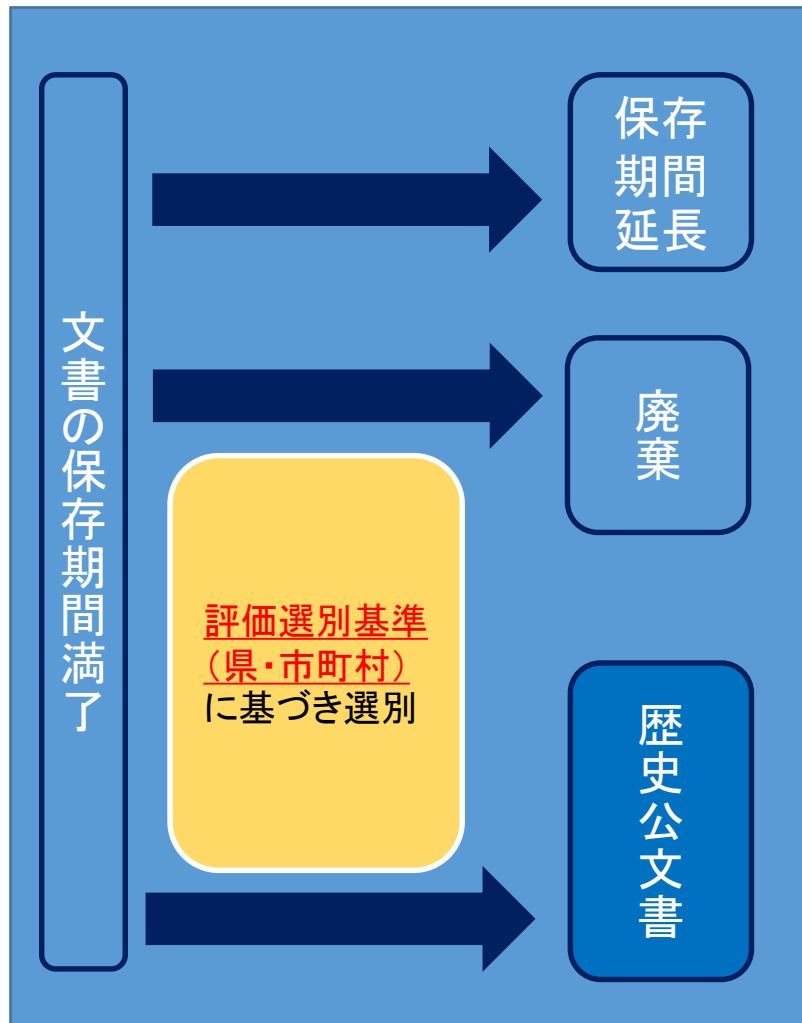 文書の保存期間満了
保存
期間
延長
廃棄
評価選別基準
（県・市町村）
に基づき選別
歴史公文書